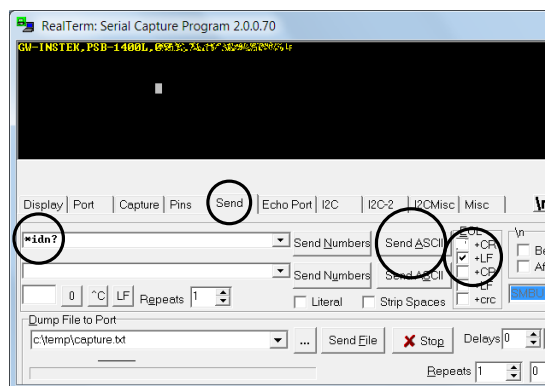 RealTerm: Serial Capture Program 2.0.0.70
GW-INSTEK,PSB-1400L,
Display Port Capture Pins Send Echo Port I2C I2C-2 I2CMisc Misc \n
EOL
*idn? Send Numbers Send ASCII +CR \n
+LF
Send Numbers Send ASCII +CR
+LF
0 ^C LF Repeats 1 Literal Strip Spaces +crc
Dump File to Port
c:\temp\capture.txt ... Send File Stop Delays 0
Repeats 1 0